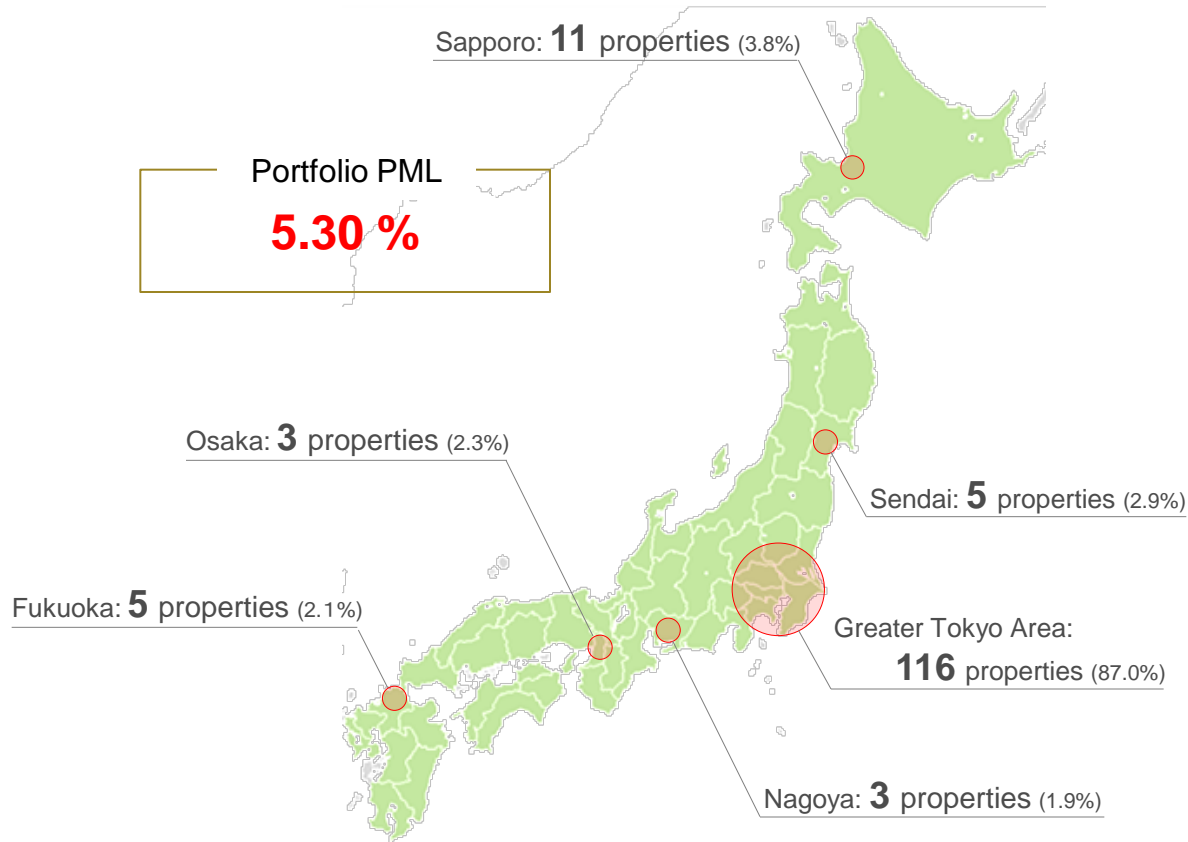 Sapporo: 11 properties (3.8%)
Portfolio PML
5.30 %
Osaka: 3 properties (2.3%)
Sendai: 5 properties (2.9%)
Fukuoka: 5 properties (2.1%)
Greater Tokyo Area:
116 properties (87.0%)
Nagoya: 3 properties (1.9%)